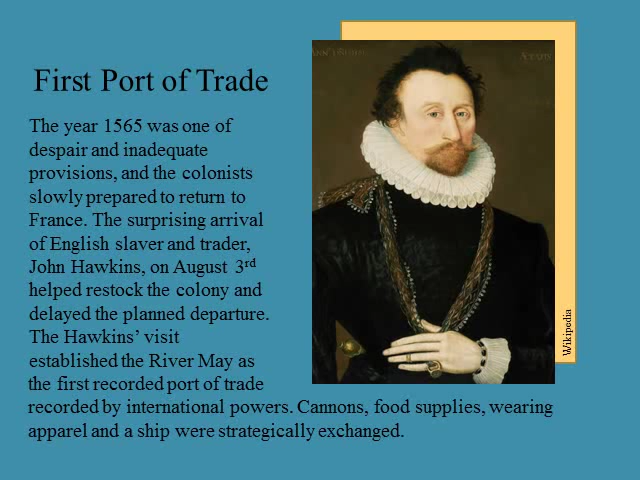 First Port of Trade
The year 1565 was one of
despair and inadequate
provisions, and the colonists
slowly prepared to return to
France. The surprising arrival
of English slaver and trader,
John Hawkins, on August 3rd
helped restock the colony and
delayed the planned departure.
The Hawkins’ visit
established the River May as
the first recorded port of trade
recorded by international powers. Cannons, food supplies, wearing
apparel and a ship were strategically exchanged.
Wikipedia